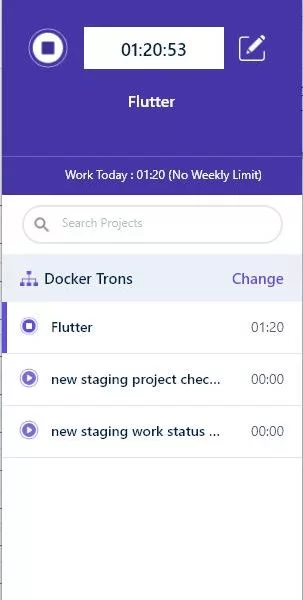 01:20:53
Flutter
Work Today : 01:20 (No Weekly Limit)
Search Projects
Docker Trons Change
Flutter 01:20
new staging project chec... 00:00
new staging work status ... 00:00